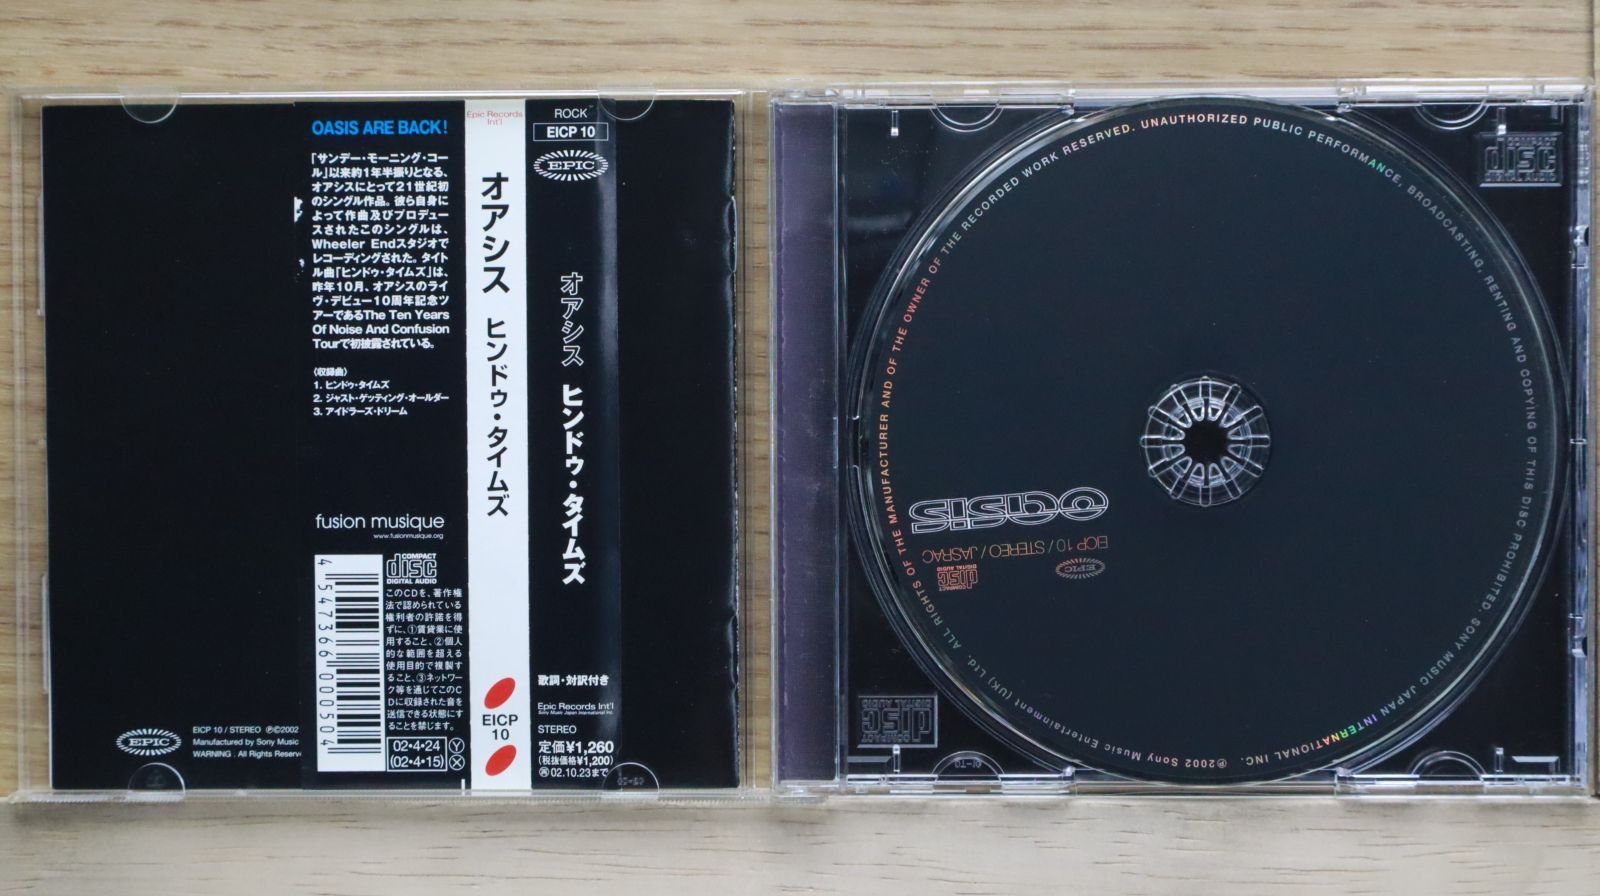 OASIS ARE BACK!
「サンデー・モーニング・コー
ル」以来約1年半振りとなる、
オアシスにとって21世紀初
のシングル作品。彼ら自身に
よって作曲及びプロデュー
スされたこのシングルは、
Wheeler Endスタジオで
レコーディングされた。タイト
ル曲「ヒンドゥ・タイムズ」は、
昨年10月、オアシスのライ
ヴ・デビュー10周年記念ツ
アーであるThe Ten Years
Of Noise And Confusion
Tourで初披露されている。
〈収録曲〉
1. ヒンドゥ・タイムズ
2. ジャスト・ゲッティング・オールダー
3. アイドラーズ・ドリーム
fusion musique
www.fusionmusique.org
4547366000504
COMPACT
disc
DIGITAL AUDIO
このCDを、著作権
法で認められている
権利者の許諾を得
ずに、①賃貸業に使
用すること、②個人
的な範囲を超える
使用目的で複製す
ること、③ネットワー
ク等を通じてこのC
Dに収録された音を
送信できる状態にす
ることを禁じます。
02・4・24 Y
(02・4・15) X
EPIC
EICP 10 / STEREO ℗©2002
Manufactured by Sony Music
WARNING : All Rights Reserv
Epic Records
Int'l
オアシス ヒンドゥ・タイムズ
EICP
10
ROCK
EICP 10
EPIC
オアシス ヒンドゥ・タイムズ
歌詞・対訳付き
Epic Records Int'l
Sony Music Japan International Inc.
STEREO
定価¥1,260
(税抜価格¥1,200)
再 02.10.23まで
ALL RIGHTS OF THE MANUFACTURER AND OF THE OWNER OF THE RECORDED WORK RESERVED. UNAUTHORIZED PUBLIC PERFORMANCE, BROADCASTING, RENTING AND COPYING OF THIS DISC PROHIBITED. SONY MUSIC JAPAN INTERNATIONAL INC. ℗2002 Sony Music Entertainment (UK) Ltd.
oasis
EICP 10 / STEREO / JASRAC
EPIC
COMPACT
disc
DIGITAL AUDIO
COMPACT
disc
DIGITAL AUDIO
COMPACT
disc
DIGITAL AUDIO